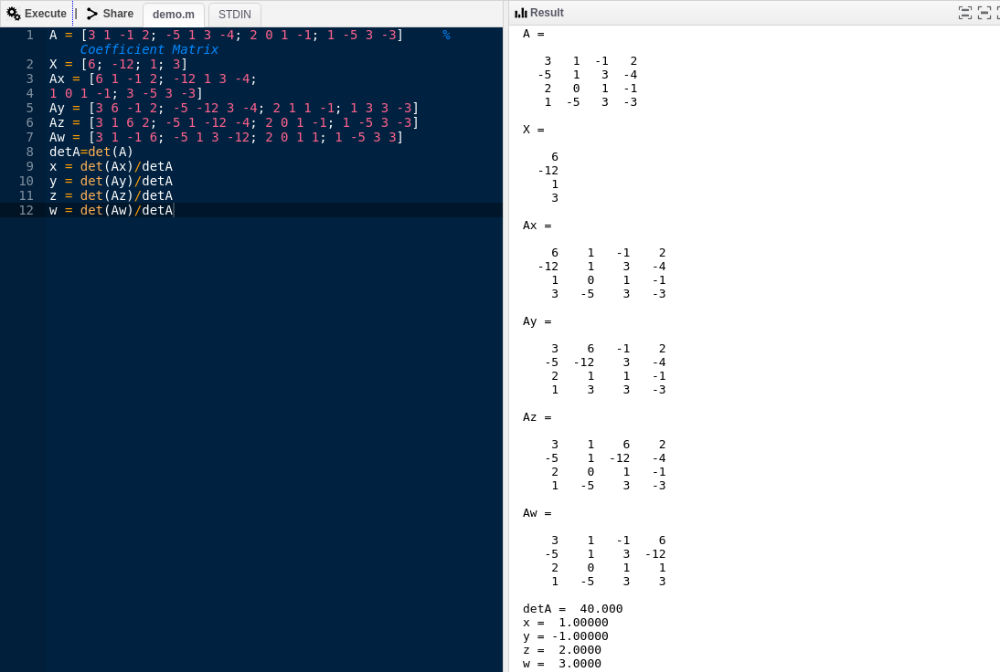 Execute | Share demo.m STDIN
1 A = [3 1 -1 2; -5 1 3 -4; 2 0 1 -1; 1 -5 3 -3] %
Coefficient Matrix
2 X = [6; -12; 1; 3]
3 Ax = [6 1 -1 2; -12 1 3 -4;
4 1 0 1 -1; 3 -5 3 -3]
5 Ay = [3 6 -1 2; -5 -12 3 -4; 2 1 1 -1; 1 3 3 -3]
6 Az = [3 1 6 2; -5 1 -12 -4; 2 0 1 -1; 1 -5 3 -3]
7 Aw = [3 1 -1 6; -5 1 3 -12; 2 0 1 1; 1 -5 3 3]
8 detA=det(A)
9 x = det(Ax)/detA
10 y = det(Ay)/detA
11 z = det(Az)/detA
12 w = det(Aw)/detA
Result
A =
3 1 -1 2
-5 1 3 -4
2 0 1 -1
1 -5 3 -3
X =
6
-12
1
3
Ax =
6 1 -1 2
-12 1 3 -4
1 0 1 -1
3 -5 3 -3
Ay =
3 6 -1 2
-5 -12 3 -4
2 1 1 -1
1 3 3 -3
Az =
3 1 6 2
-5 1 -12 -4
2 0 1 -1
1 -5 3 -3
Aw =
3 1 -1 6
-5 1 3 -12
2 0 1 1
1 -5 3 3
detA = 40.000
x = 1.00000
y = -1.00000
z = 2.0000
w = 3.0000